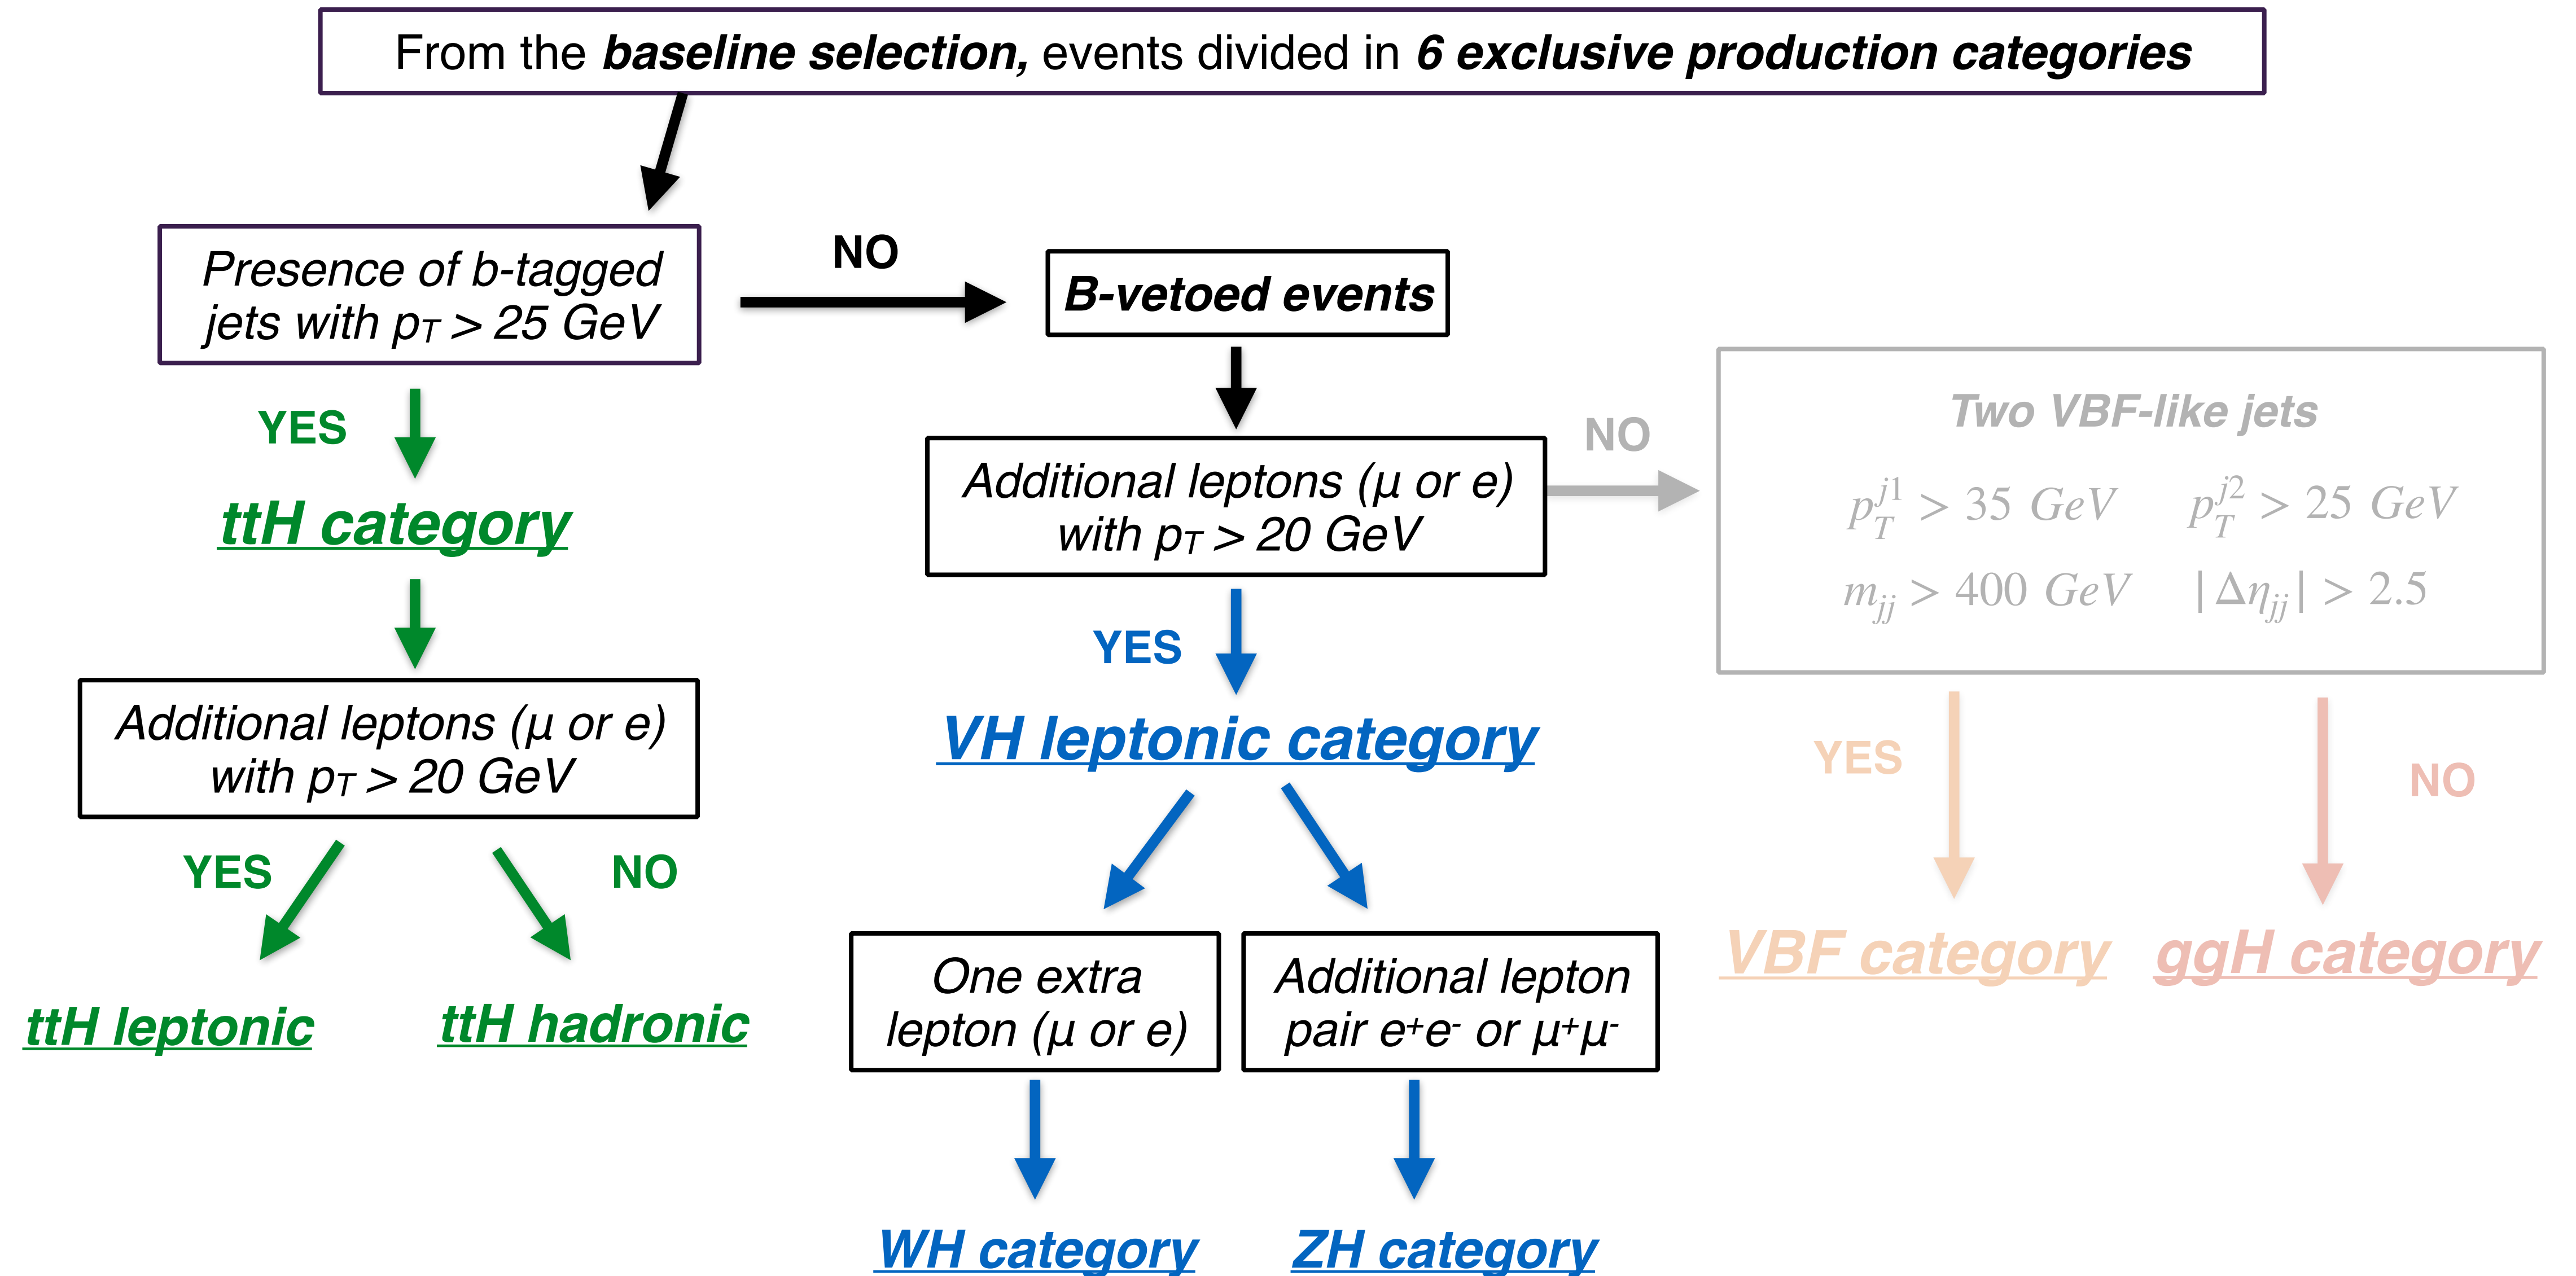 From the baseline selection, events divided in 6 exclusive production categories
Presence of b-tagged
jets with pT > 25 GeV
NO
B-vetoed events
YES
ttH category
Additional leptons (μ or e)
with pT > 20 GeV
YES
NO
ttH leptonic
ttH hadronic
Additional leptons (μ or e)
with pT > 20 GeV
NO
YES
VH leptonic category
One extra
lepton (μ or e)
Additional lepton
pair e⁺e⁻ or μ⁺μ⁻
WH category
ZH category
Two VBF-like jets
p_T^{j1} > 35 GeV
p_T^{j2} > 25 GeV
m_{jj} > 400 GeV
|Δη_{jj}| > 2.5
YES
NO
VBF category
ggH category